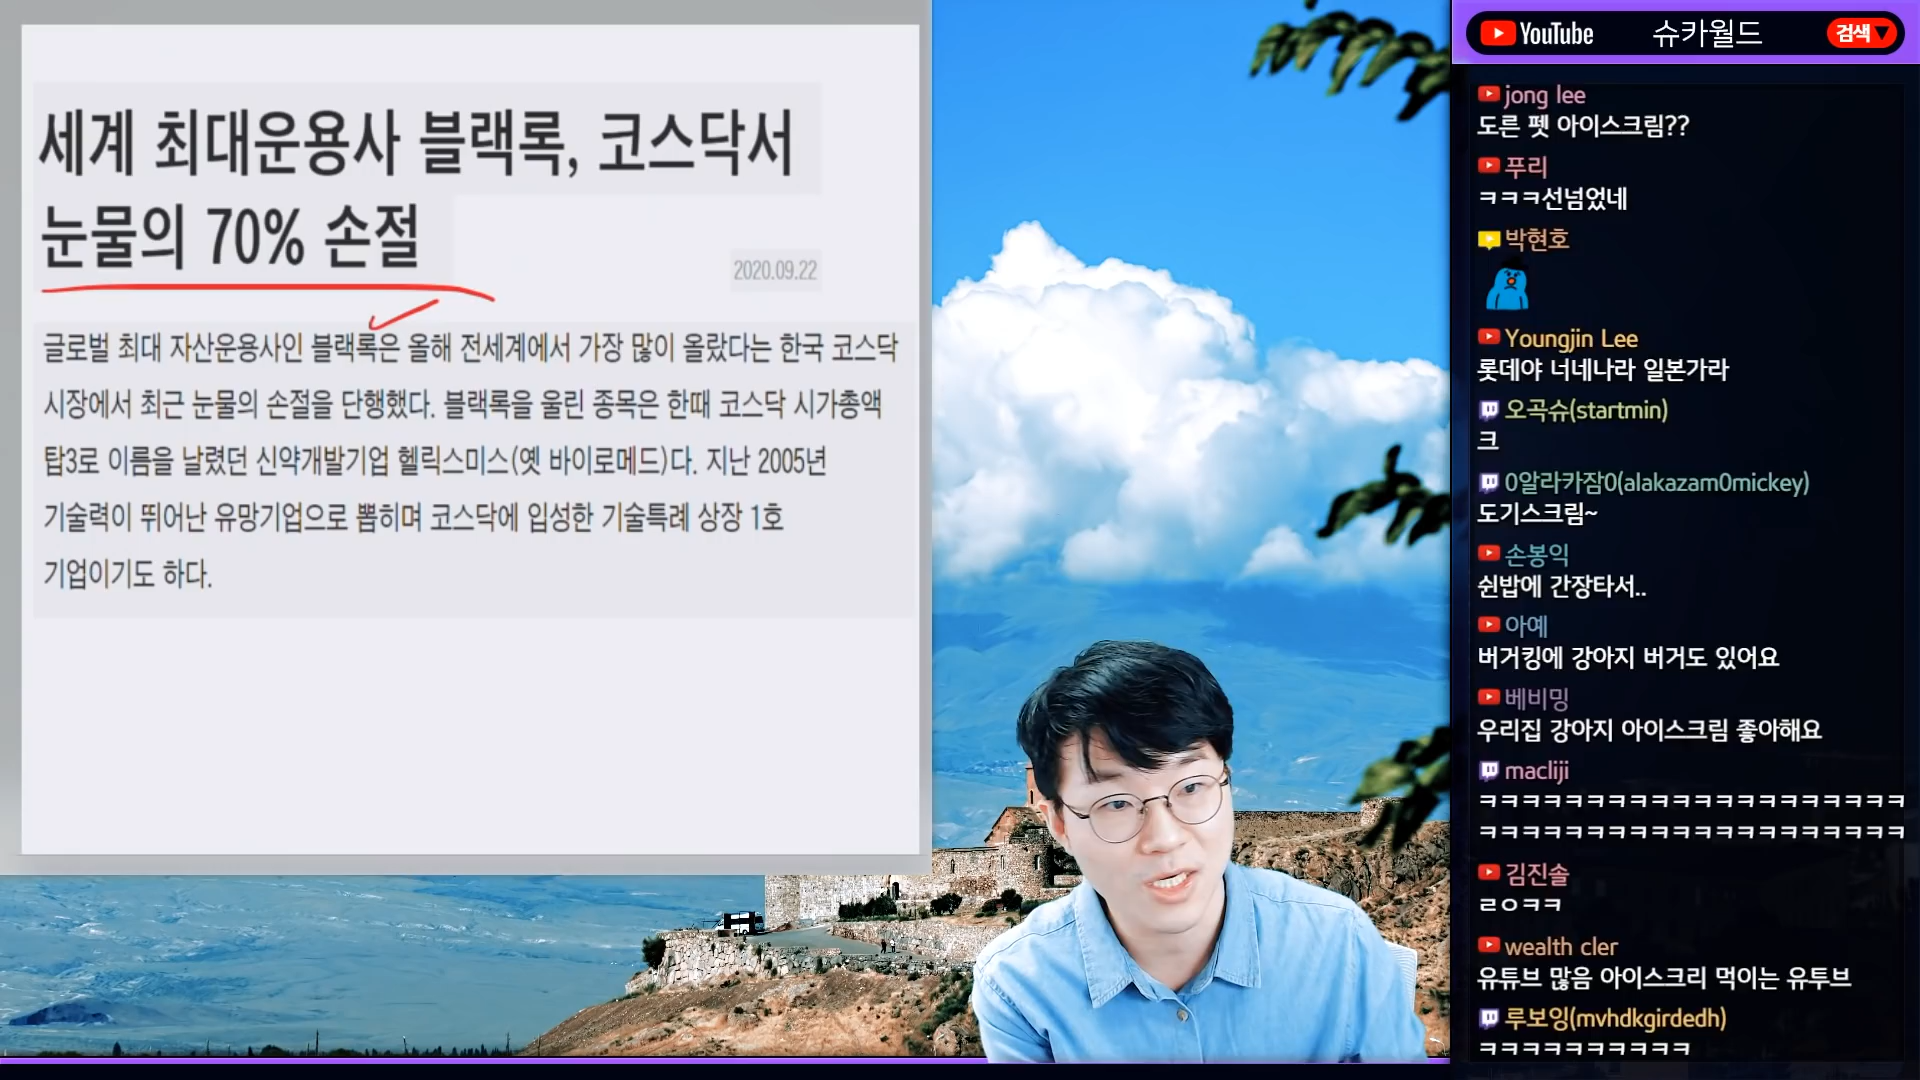 세계 최대운용사 블랙록, 코스닥서
눈물의 70% 손절
2020.09.22
글로벌 최대 자산운용사인 블랙록은 올해 전세계에서 가장 많이 올랐다는 한국 코스닥
시장에서 최근 눈물의 손절을 단행했다. 블랙록을 울린 종목은 한때 코스닥 시가총액
탑3로 이름을 날렸던 신약개발기업 헬릭스미스(옛 바이로메드)다. 지난 2005년
기술력이 뛰어난 유망기업으로 뽑히며 코스닥에 입성한 기술특례 상장 1호
기업이기도 하다.
YouTube 슈카월드 검색▼
jong lee
도른 펫 아이스크림??
푸리
ㅋㅋㅋ선넘었네
박현호
Youngjin Lee
롯데야 너네나라 일본가라
오곡슈(startmin)
크
0알라카잠0(alakazam0mickey)
도기스크림~
손봉익
쉰밥에 간장타서..
아예
버거킹에 강아지 버거도 있어요
베비밍
우리집 강아지 아이스크림 좋아해요
macliji
ㅋㅋㅋㅋㅋㅋㅋㅋㅋㅋㅋㅋㅋㅋㅋㅋㅋㅋㅋㅋ
ㅋㅋㅋㅋㅋㅋㅋㅋㅋㅋㅋㅋㅋㅋㅋㅋㅋㅋㅋㅋ
김진솔
ㄹㅇㅋㅋ
wealth cler
유튜브 많음 아이스크리 먹이는 유투브
루보잉(mvhdkgirdedh)
ㅋㅋㅋㅋㅋㅋㅋㅋㅋㅋ